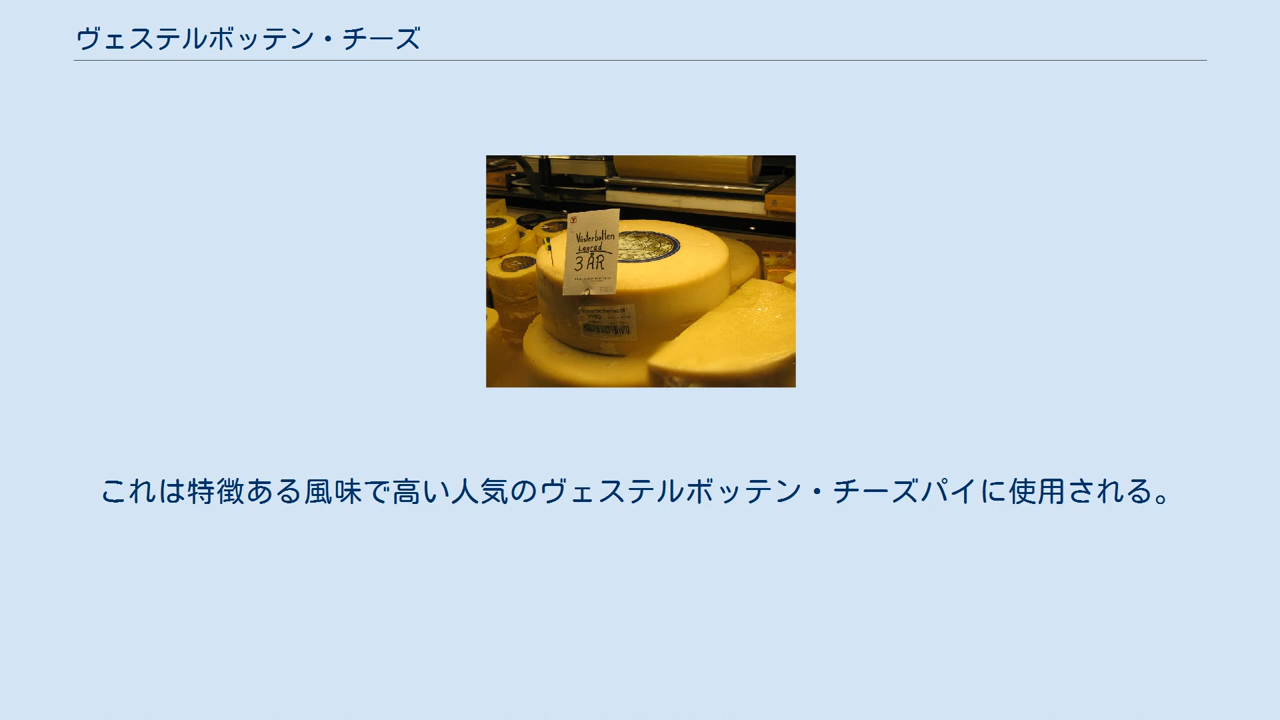 ヴェステルボッテン・チーズ
Västerbotten
Lagrad
3 ÅR
これは特徴ある風味で高い人気のヴェステルボッテン・チーズパイに使用される。